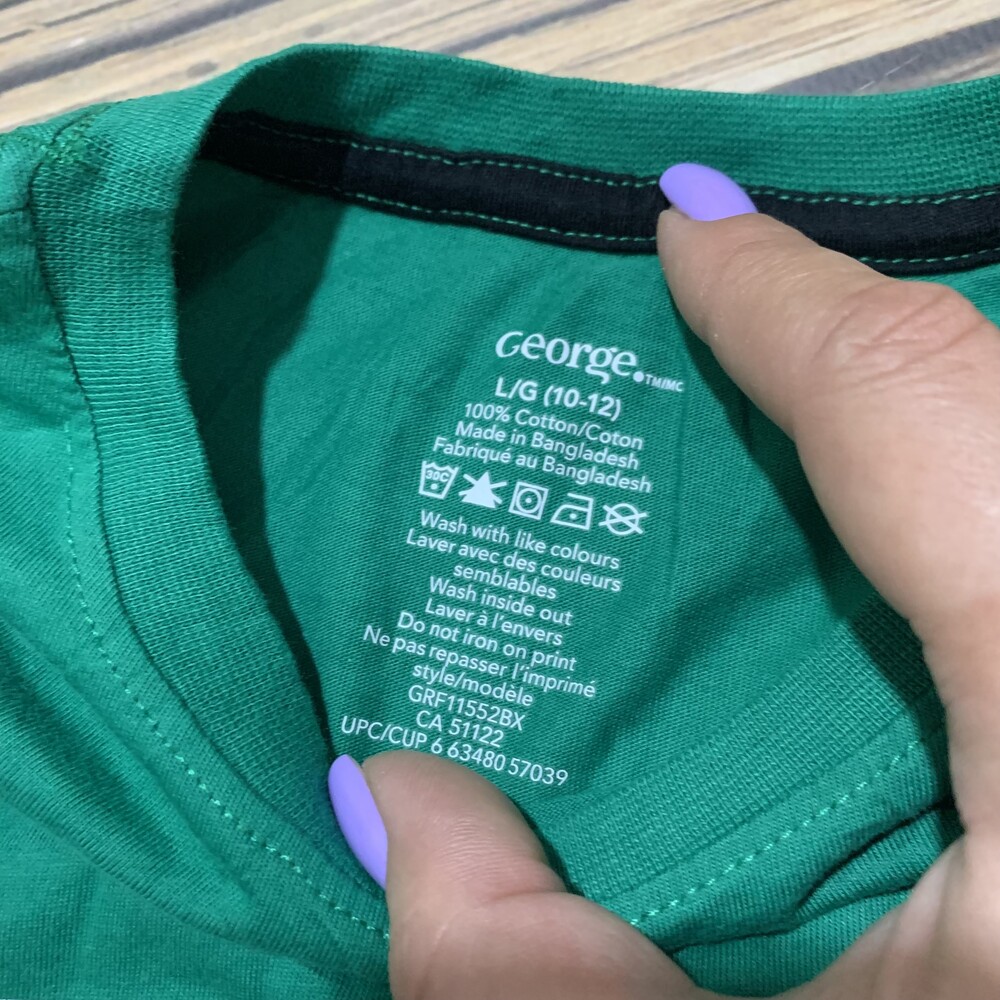 George.TM/MC
L/G (10-12)
100% Cotton/Coton
Made in Bangladesh
Fabriqué au Bangladesh
30C
Wash with like colours
Laver avec des couleurs
semblables
Wash inside out
Laver à l'envers
Do not iron on print
Ne pas repasser l'imprimé
style/modèle
GRF11552BX
CA 51122
UPC/CUP 6 63480 57039